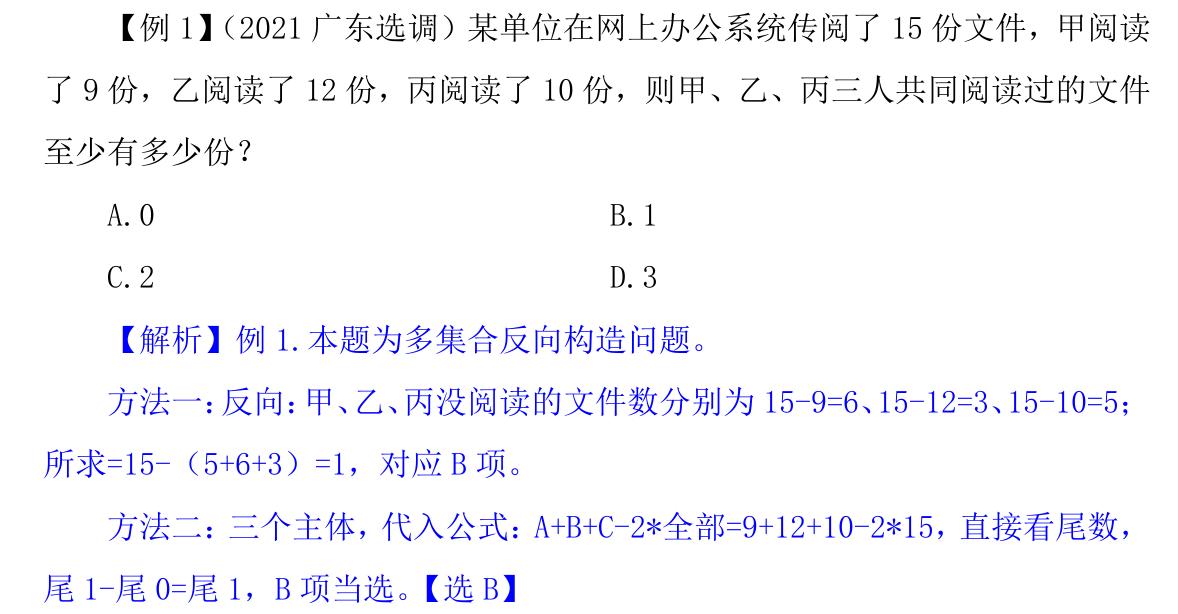 【例 1】（2021 广东选调）某单位在网上办公系统传阅了 15 份文件，甲阅读
了 9 份，乙阅读了 12 份，丙阅读了 10 份，则甲、乙、丙三人共同阅读过的文件
至少有多少份？
A.0 B.1
C.2 D.3
【解析】例 1.本题为多集合反向构造问题。
方法一：反向：甲、乙、丙没阅读的文件数分别为 15-9=6、15-12=3、15-10=5；
所求=15-（5+6+3）=1，对应 B 项。
方法二：三个主体，代入公式：A+B+C-2*全部=9+12+10-2*15，直接看尾数，
尾 1-尾 0=尾 1，B 项当选。【选 B】